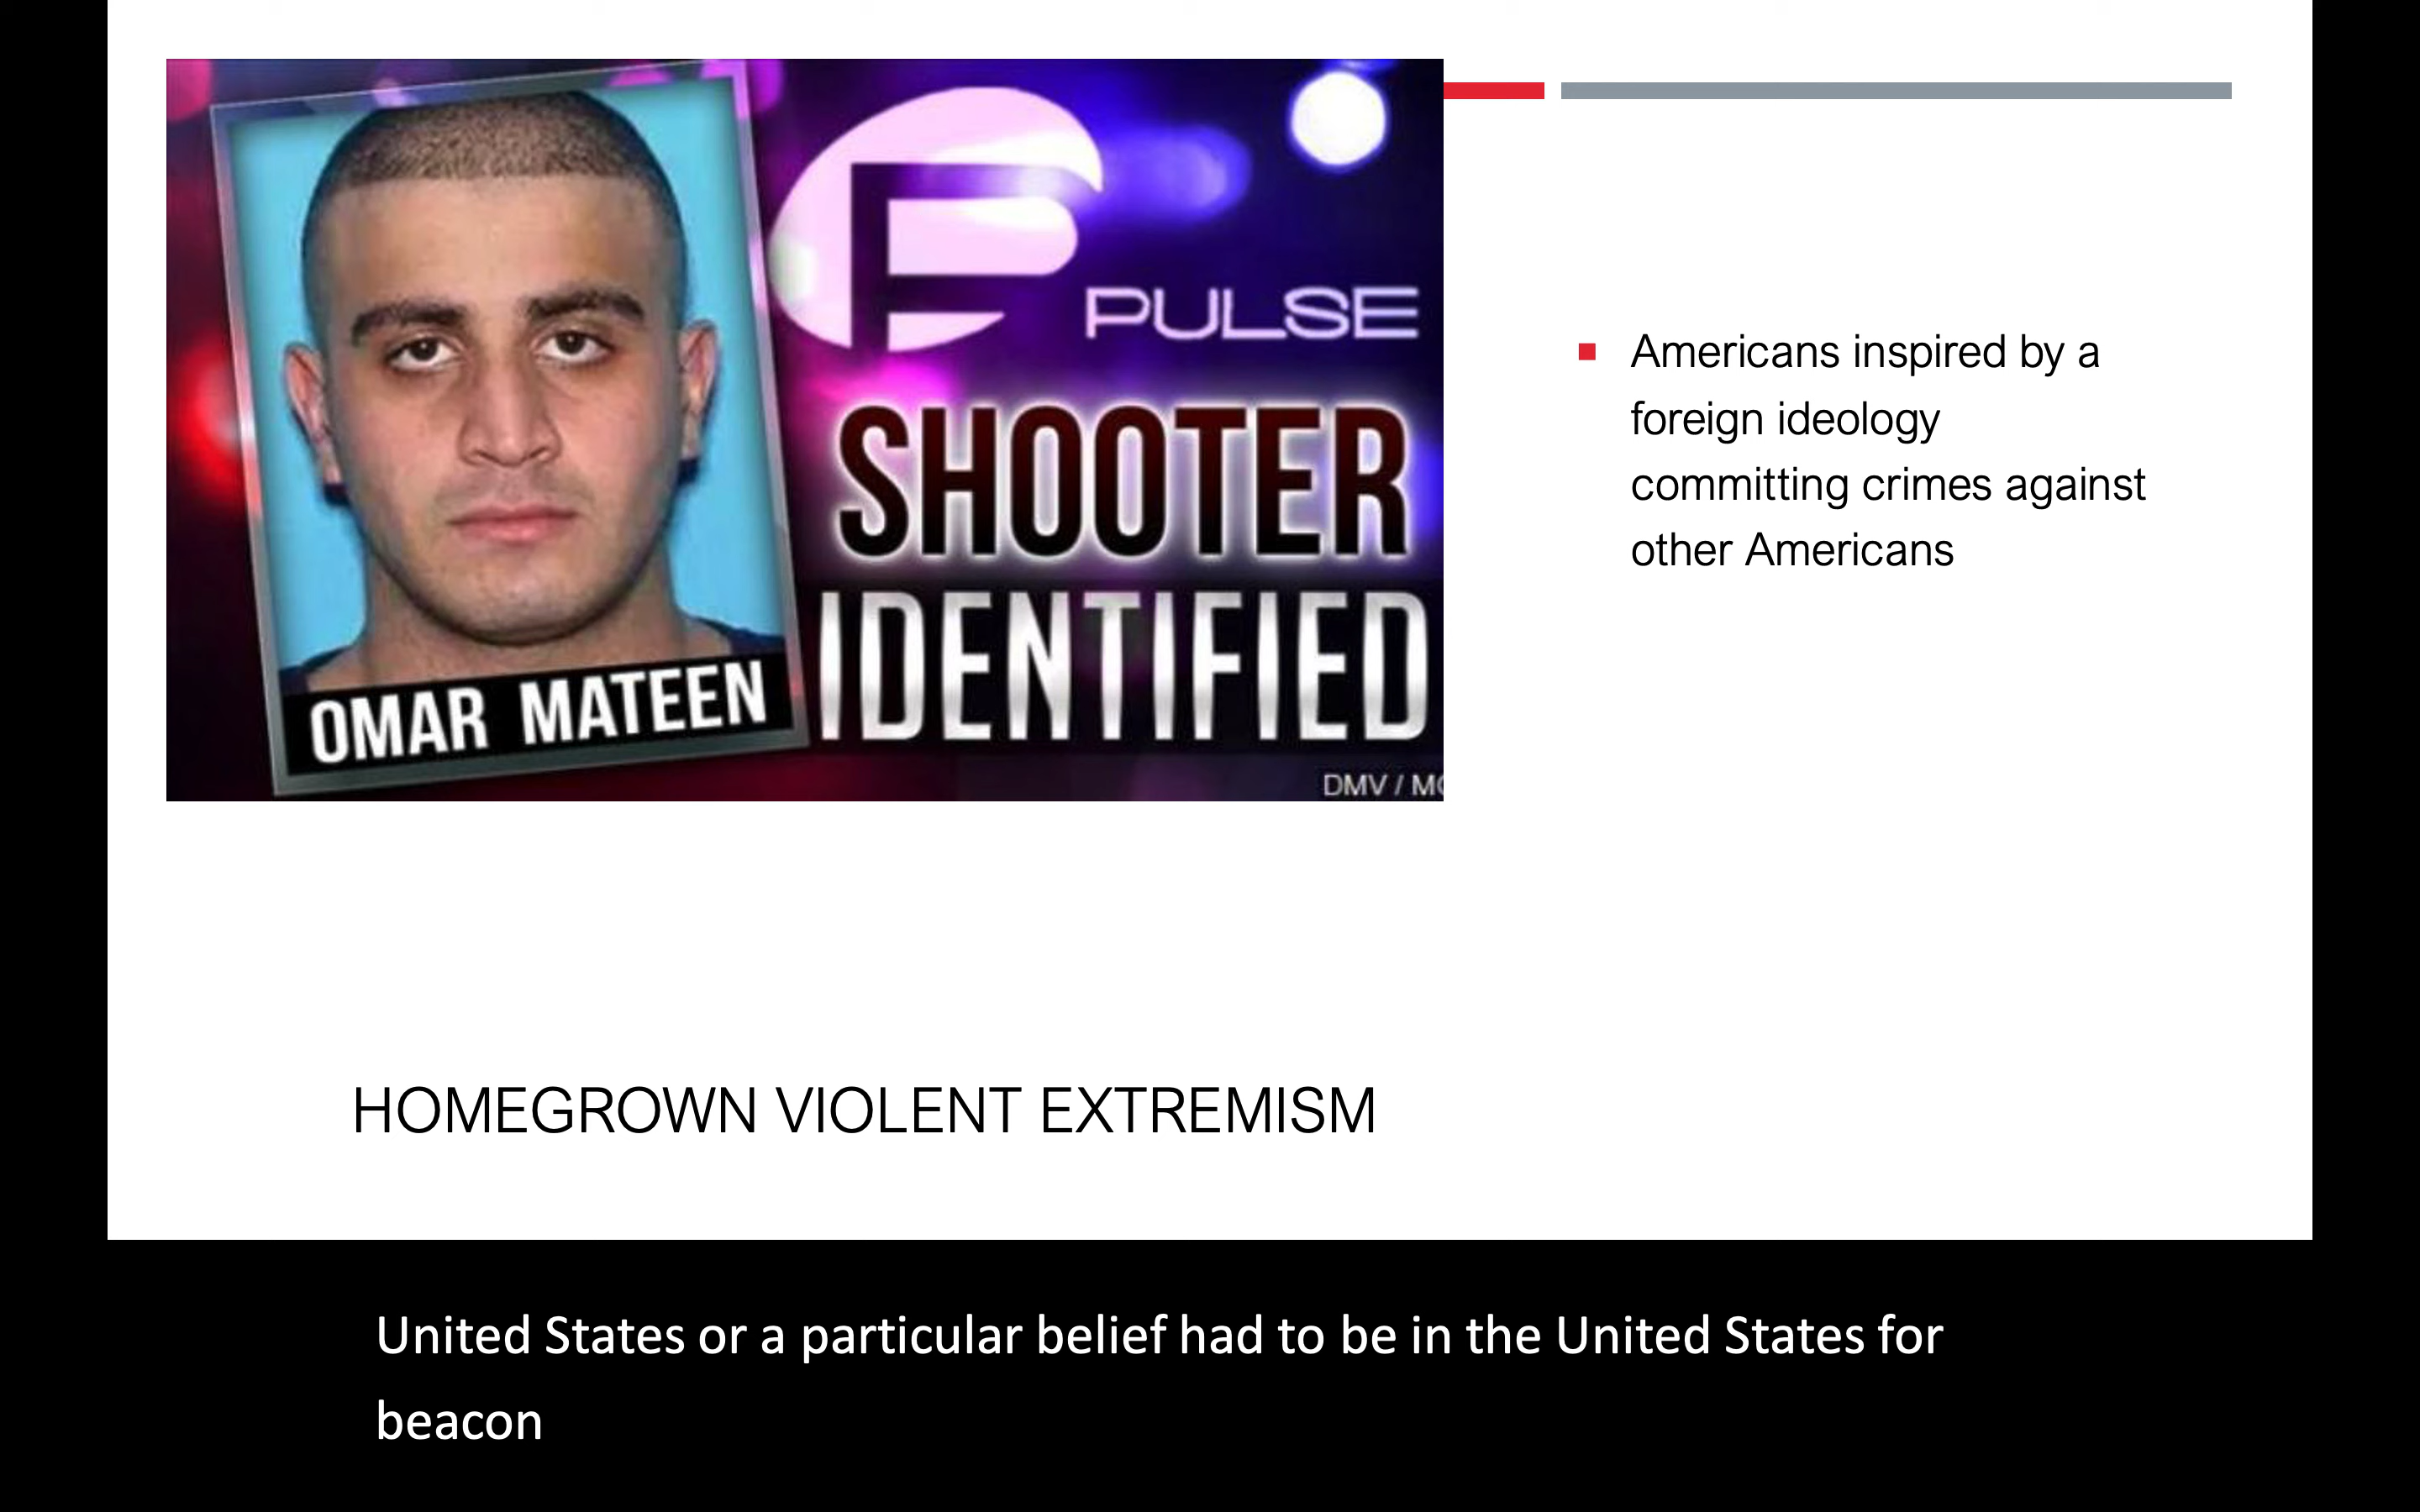 PULSE
SHOOTER
IDENTIFIED
OMAR MATEEN
DMV /
Americans inspired by a
foreign ideology
committing crimes against
other Americans
HOMEGROWN VIOLENT EXTREMISM
United States or a particular belief had to be in the United States for
beacon